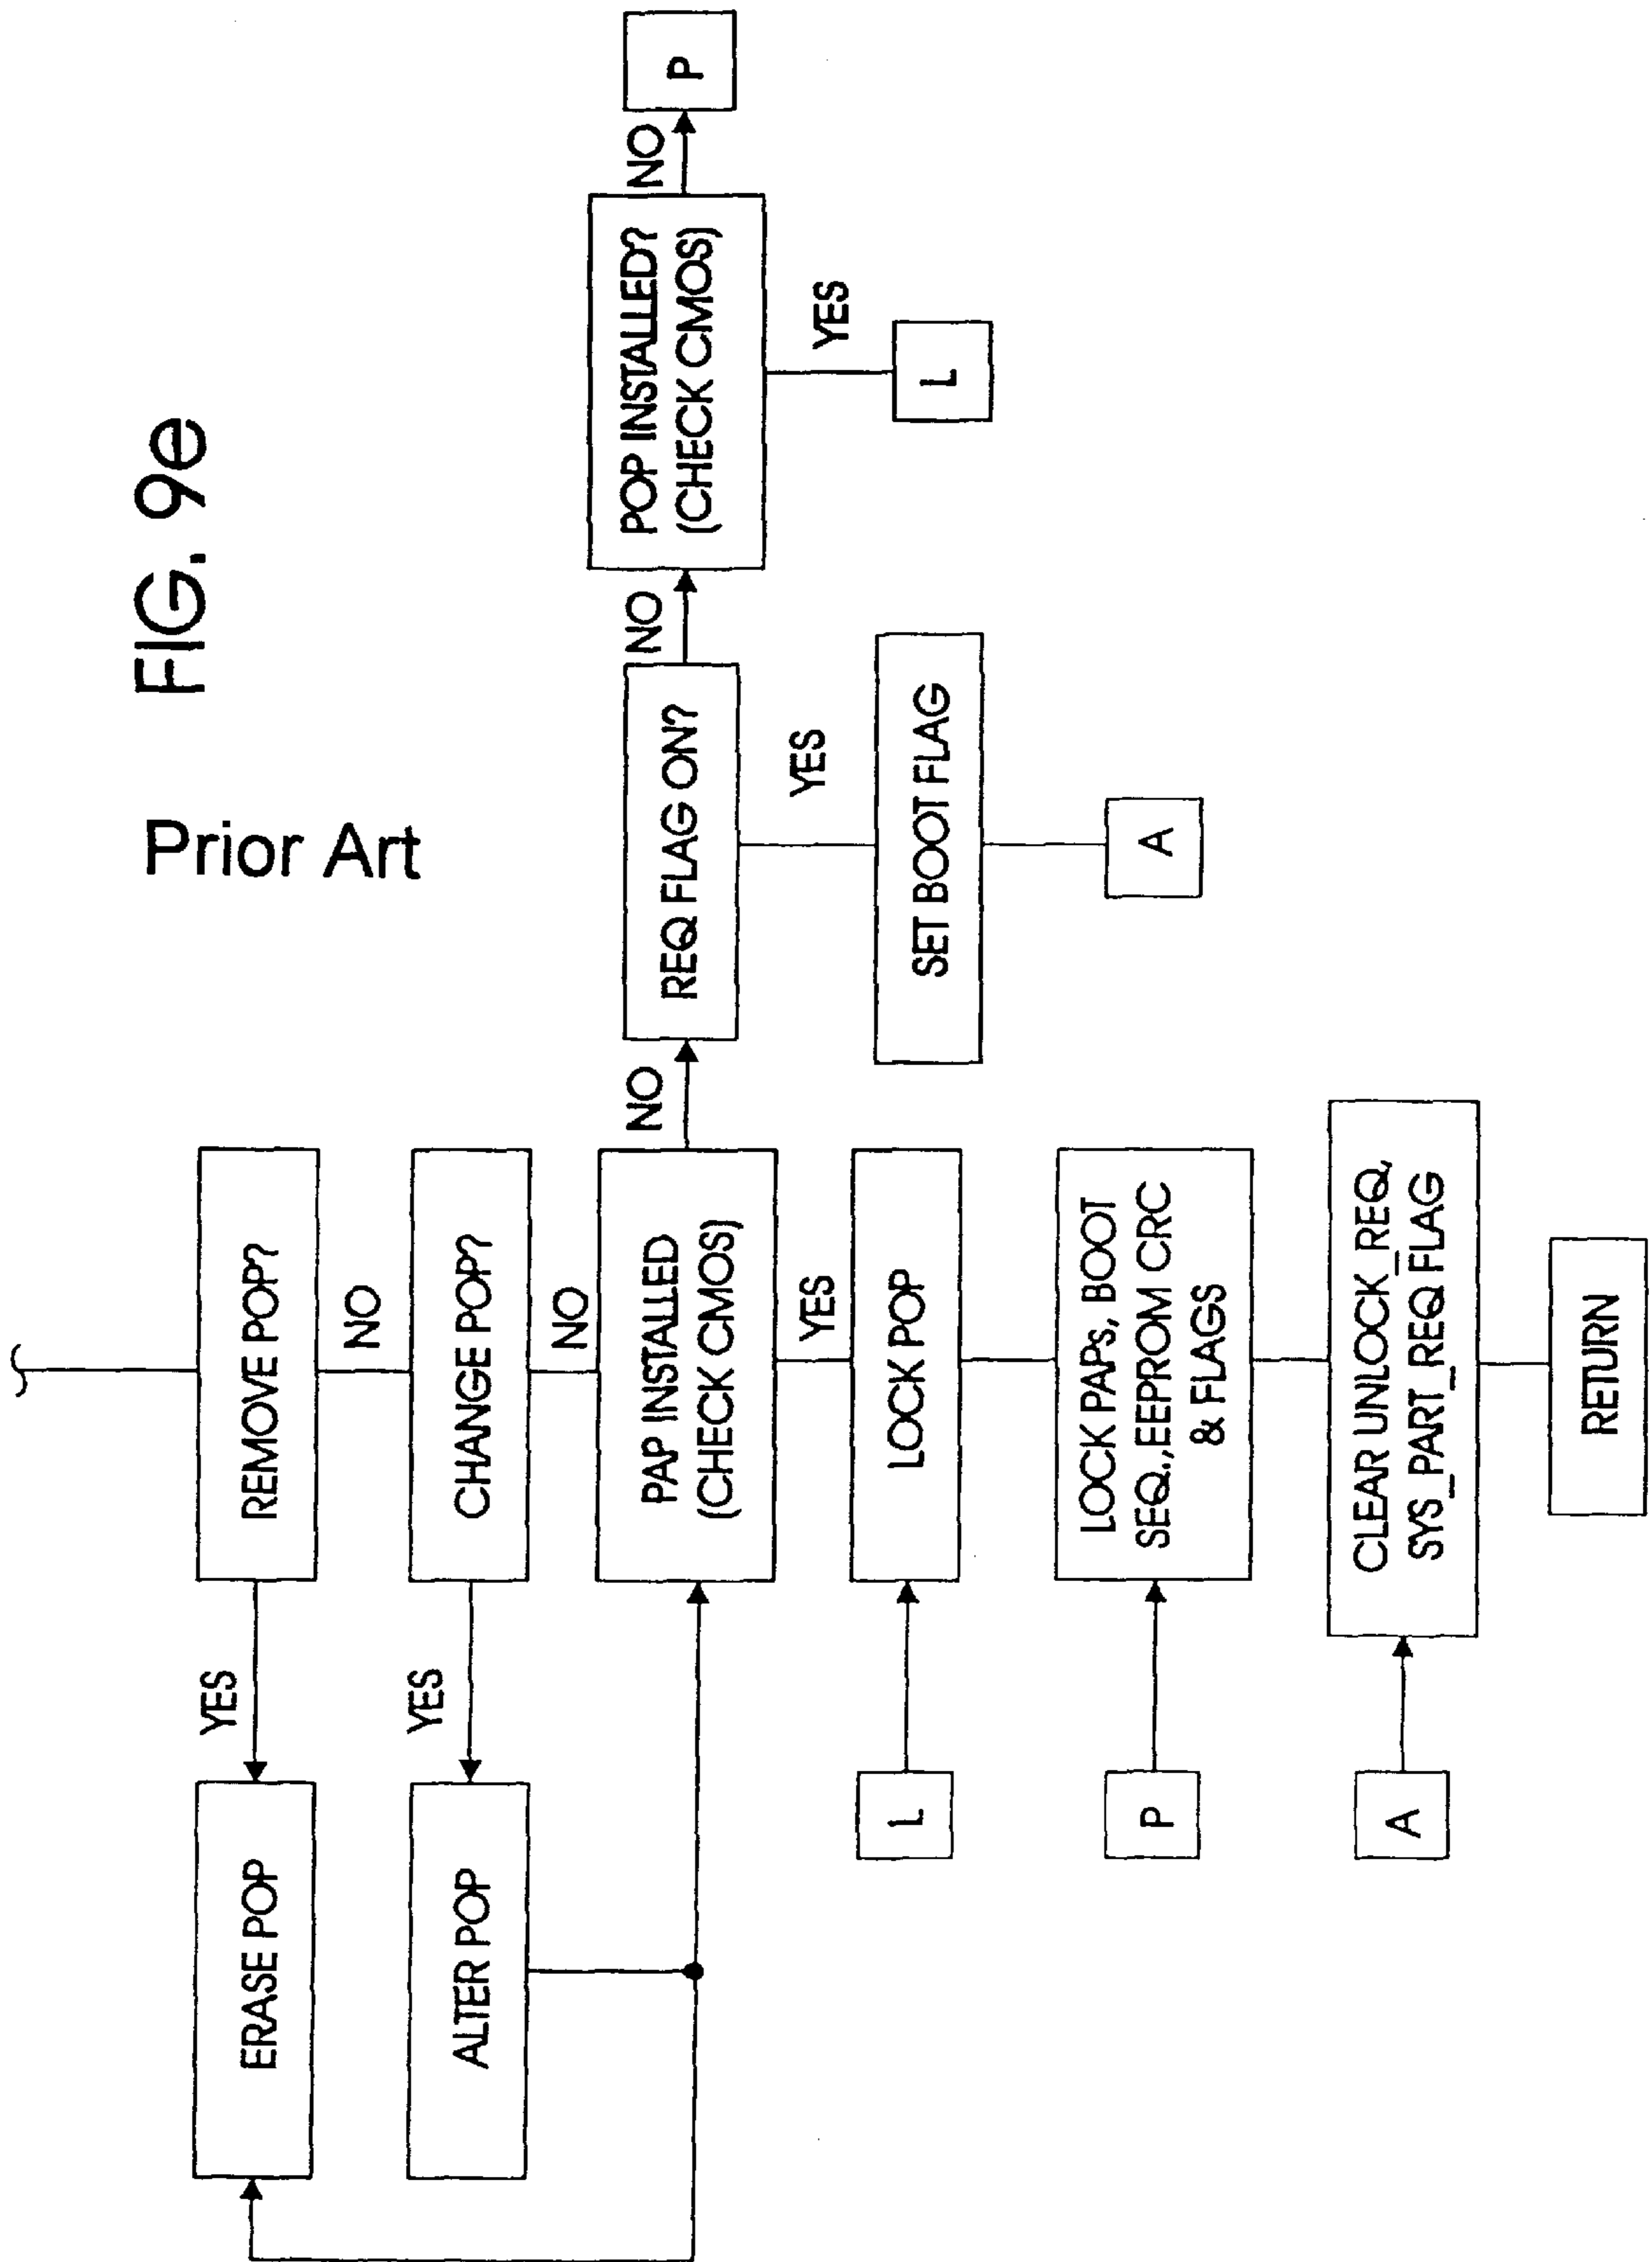 FIG. 9e
Prior Art
REMOVE POP?
YES
ERASE POP
NO
CHANGE POP?
YES
ALTER POP
NO
PAP INSTALLED
(CHECK CMOS)
NO
REQ FLAG ON?
NO
POP INSTALLED?
(CHECK CMOS)
NO
P
YES
YES
YES
L
LOCK POP
SET BOOT FLAG
L
A
P
LOCK PAPs, BOOT
SEQ.,EEPROM CRC
& FLAGS
A
CLEAR UNLOCK_REQ,
SYS_PART_REQ FLAG
RETURN